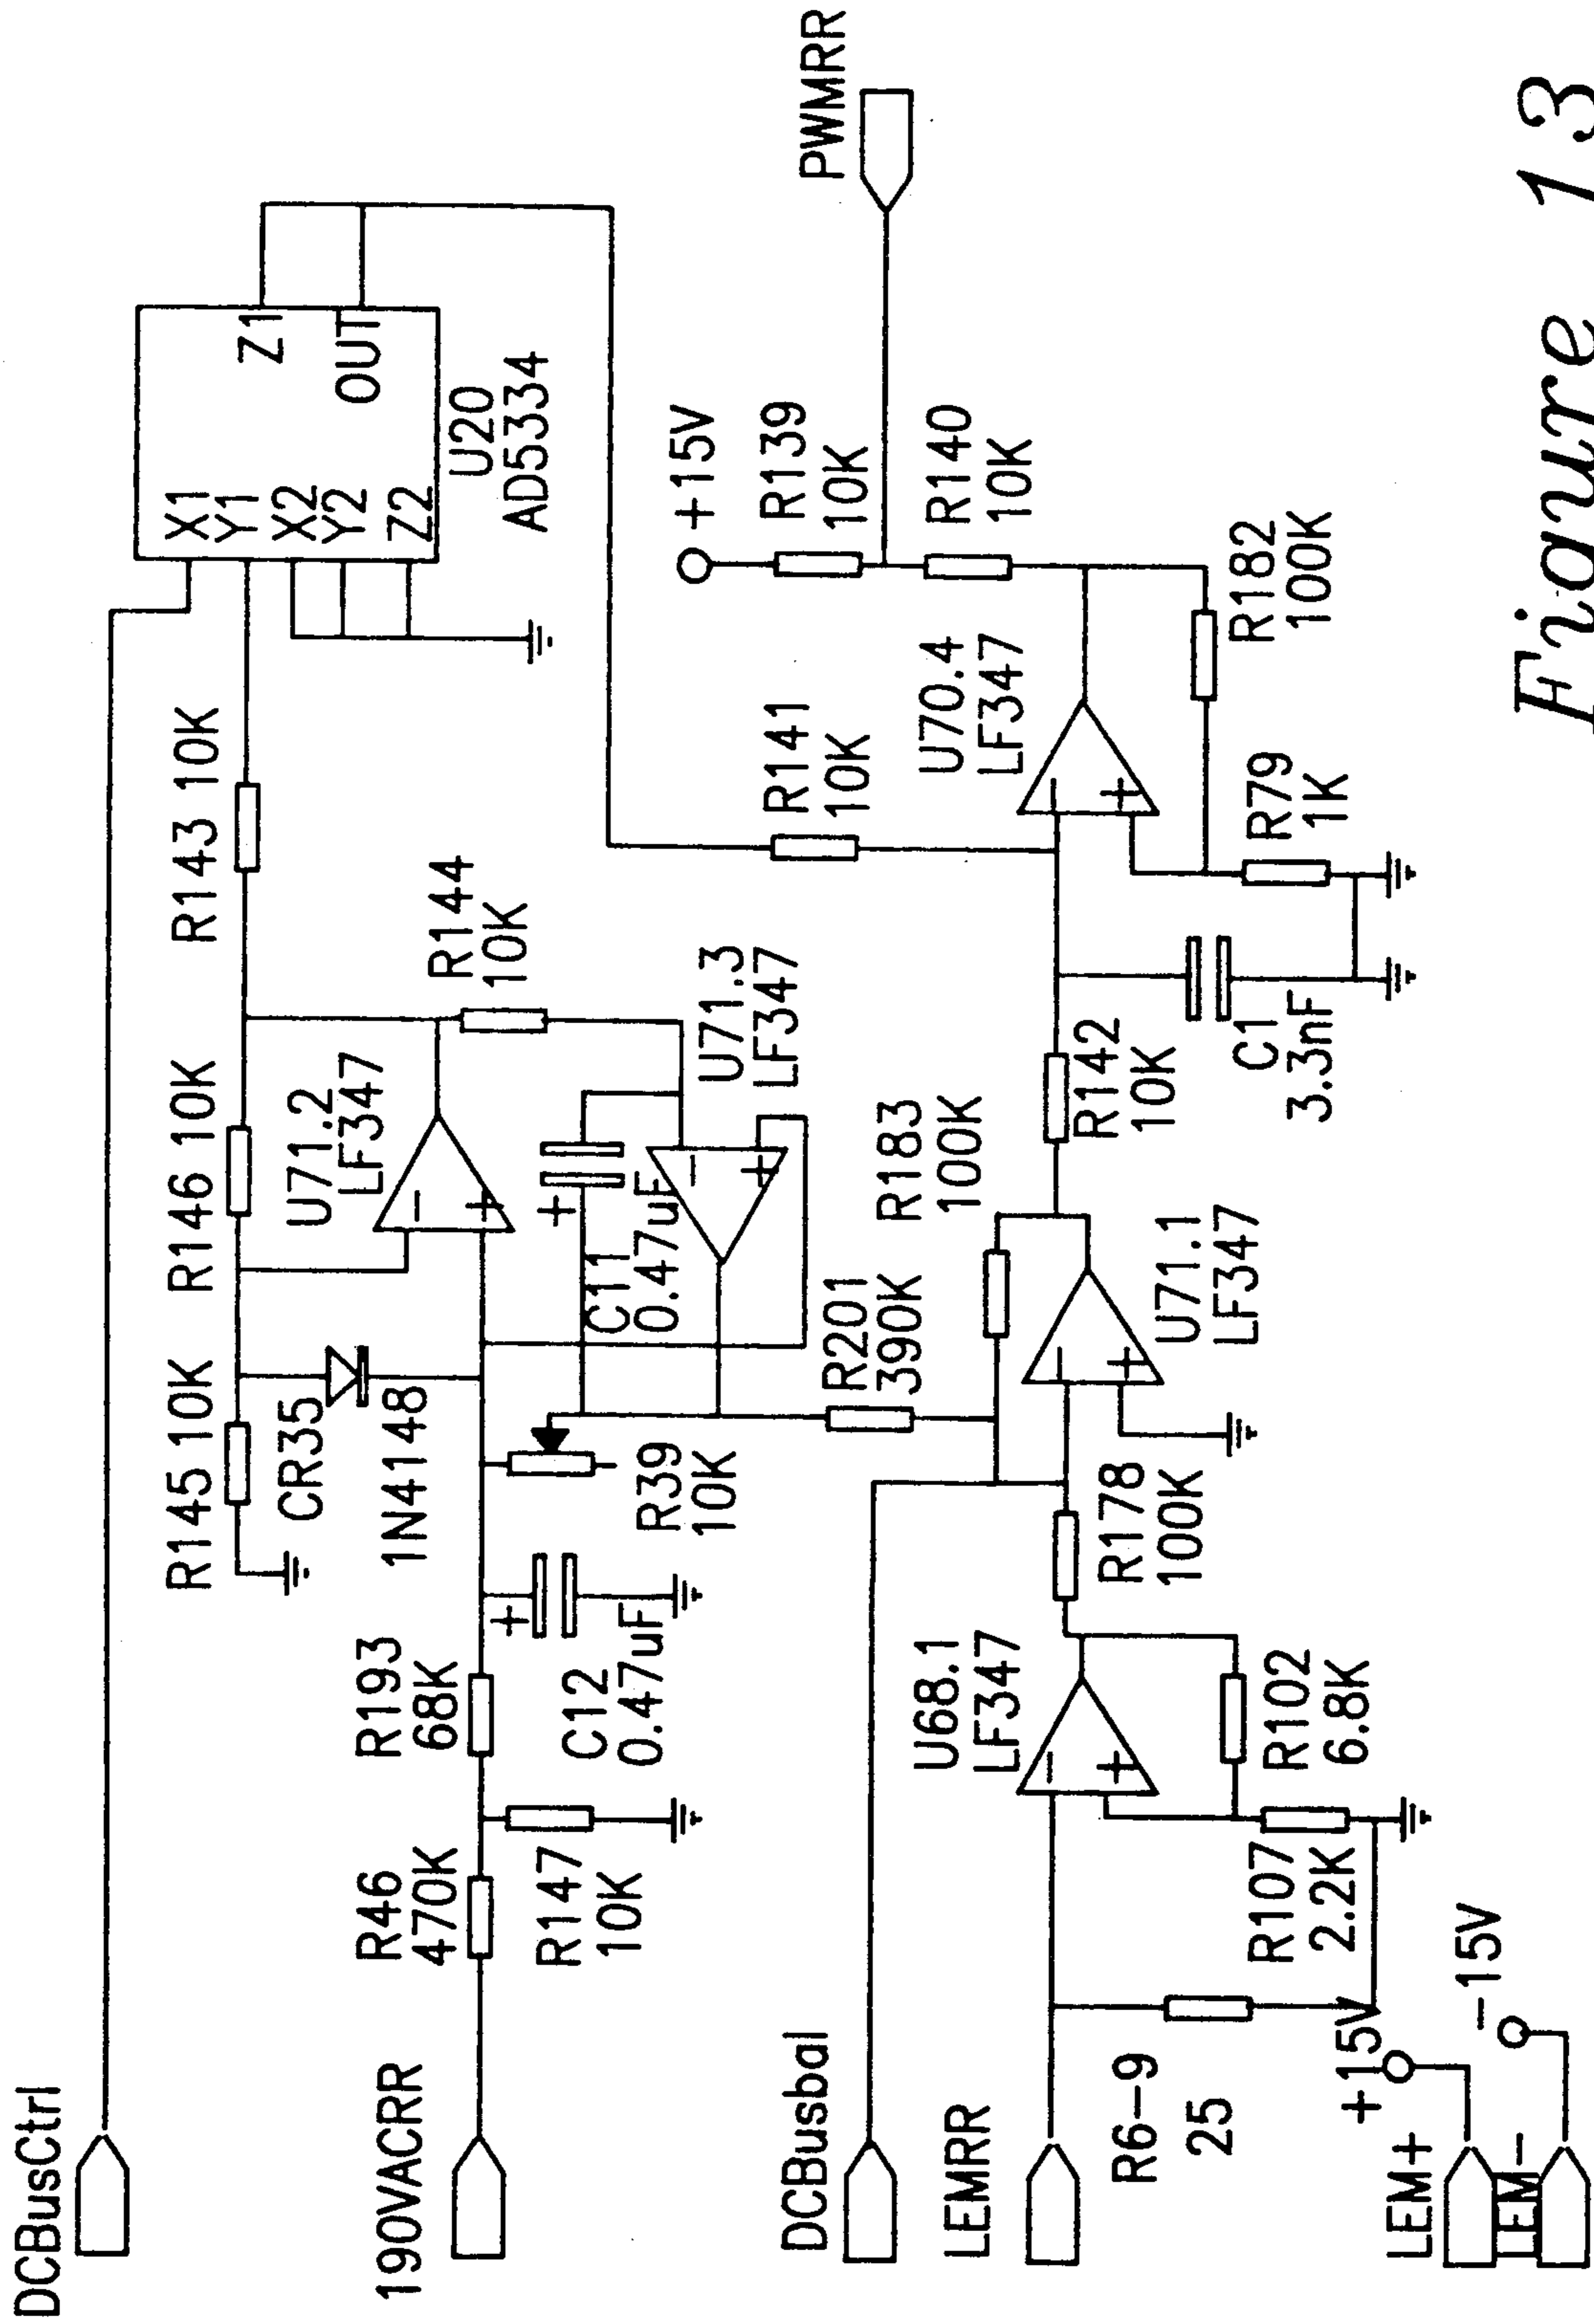 DCBusCtrl
190VACRR
DCBusbal
LEMRR
LEM+
LEM-
+15V
-15V
R6-9
25
R46
470K
R147
10K
R193
68K
C12
0.47uF
+
R145 10K
CR35
1N4148
R39
10K
R146 10K
U71.2
LF347
-
+
C11
0.47uF
+
U71.3
LF347
-
+
R144
10K
R143 10K
X1
Y1
X2
Y2
Z2
Z1
OUT
U20
AD5334
R107
2.2K
R102
6.8K
U68.1
LF347
-
+
R178
100K
R201
390K
R183
100K
U71.1
LF347
-
+
R142
10K
C1
3.3nF
R141
10K
U70.4
LF347
-
+
R79
1K
R182
100K
+15V
R139
10K
R140
10K
PWMRR
Figure 13